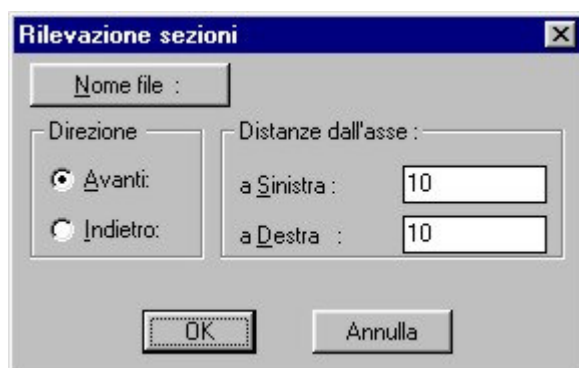 Rilevazione sezioni
Nome file :
Direzione
Avanti:
Indietro:
Distanze dall'asse :
a Sinistra :
10
a Destra :
10
OK
Annulla